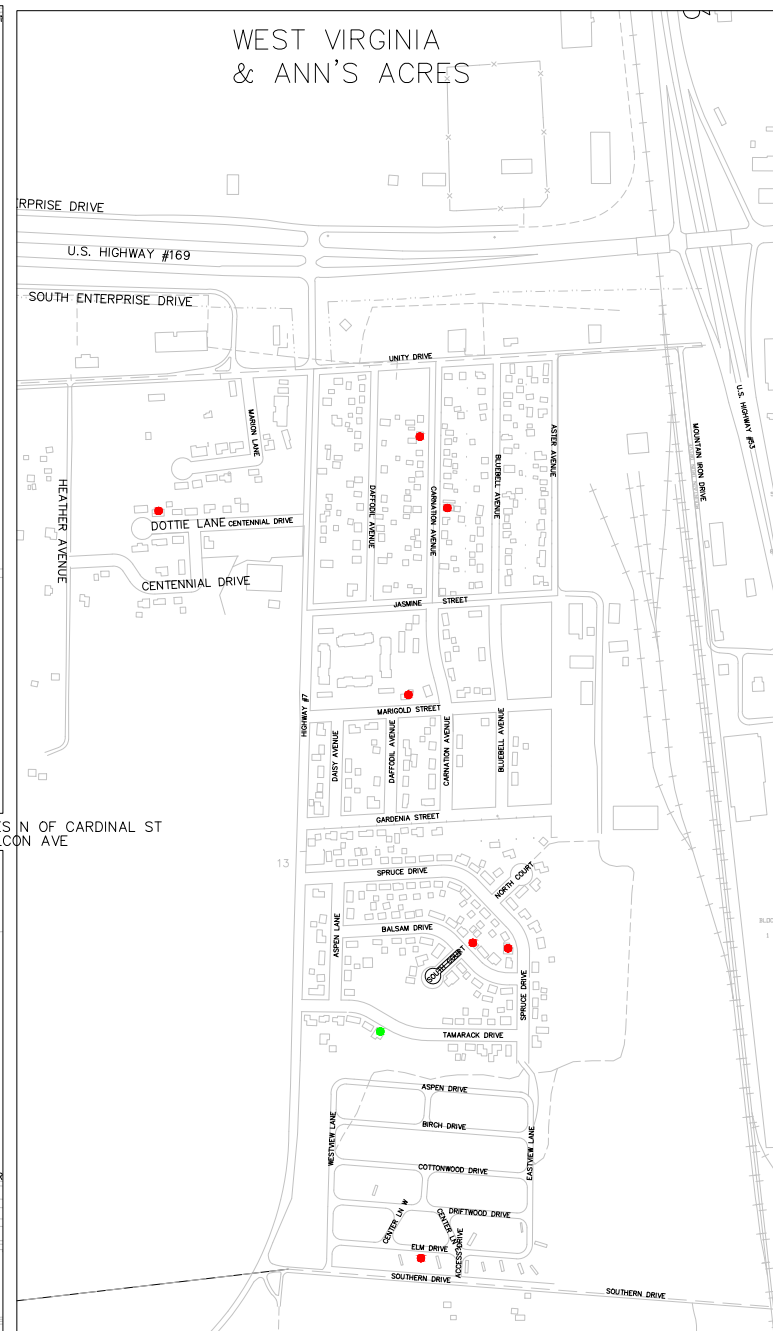 WEST VIRGINIA
& ANN'S ACRES
ERPRISE DRIVE
U.S. HIGHWAY #169
SOUTH ENTERPRISE DRIVE
UNITY DRIVE
MARION LANE
HEATHER AVENUE
DOTTIE LANE
CENTENNIAL DRIVE
CENTENNIAL DRIVE
DAFFODIL AVENUE
CARNATION AVENUE
BLUEBELL AVENUE
ASTER AVENUE
MOUNTAIN IRON DRIVE
U.S. HIGHWAY #53
JASMINE STREET
HIGHWAY #7
MARIGOLD STREET
DAISY AVENUE
DAFFODIL AVENUE
CARNATION AVENUE
BLUEBELL AVENUE
GARDENIA STREET
ES N OF CARDINAL ST
LCON AVE
13
SPRUCE DRIVE
NORTH COURT
ASPEN LANE
BALSAM DRIVE
SPRUCE DRIVE
TAMARACK DRIVE
ASPEN DRIVE
BIRCH DRIVE
WESTVIEW LANE
EASTVIEW LANE
COTTONWOOD DRIVE
DRIFTWOOD DRIVE
CENTER LN W
CENTER LN
ELM DRIVE
ACCESS DRIVE
SOUTHERN DRIVE
SOUTHERN DRIVE